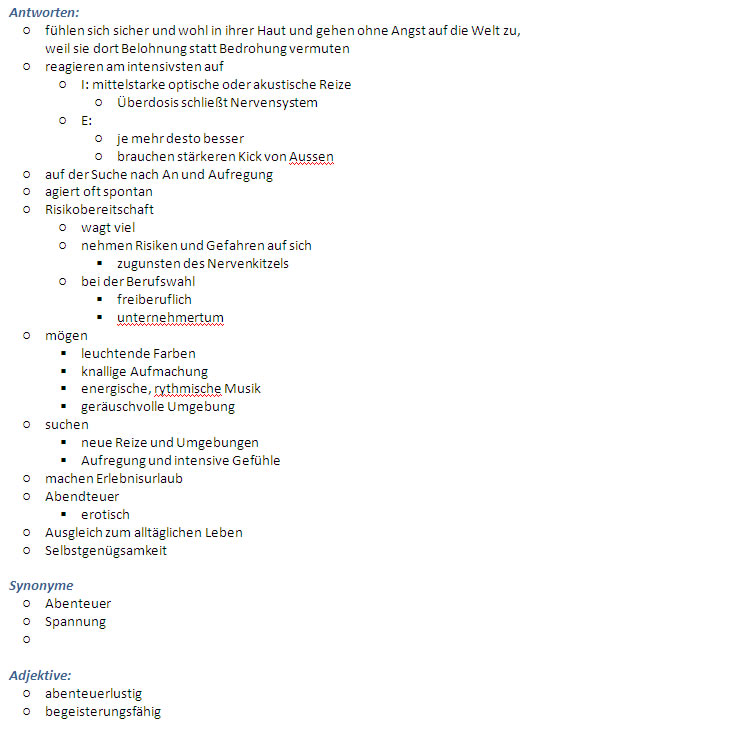 Antworten:
fühlen sich sicher und wohl in ihrer Haut und gehen ohne Angst auf die Welt zu,
weil sie dort Belohnung statt Bedrohung vermuten
reagieren am intensivsten auf
I: mittelstarke optische oder akustische Reize
Überdosis schließt Nervensystem
E:
je mehr desto besser
brauchen stärkeren Kick von Aussen
auf der Suche nach An und Aufregung
agiert oft spontan
Risikobereitschaft
wagt viel
nehmen Risiken und Gefahren auf sich
zugunsten des Nervenkitzels
bei der Berufswahl
freiberuflich
unternehmertum
mögen
leuchtende Farben
knallige Aufmachung
energische, rythmische Musik
geräuschvolle Umgebung
suchen
neue Reize und Umgebungen
Aufregung und intensive Gefühle
machen Erlebnisurlaub
Abendteuer
erotisch
Ausgleich zum alltäglichen Leben
Selbstgenügsamkeit
Synonyme
Abenteuer
Spannung
Adjektive:
abenteuerlustig
begeisterungsfähig